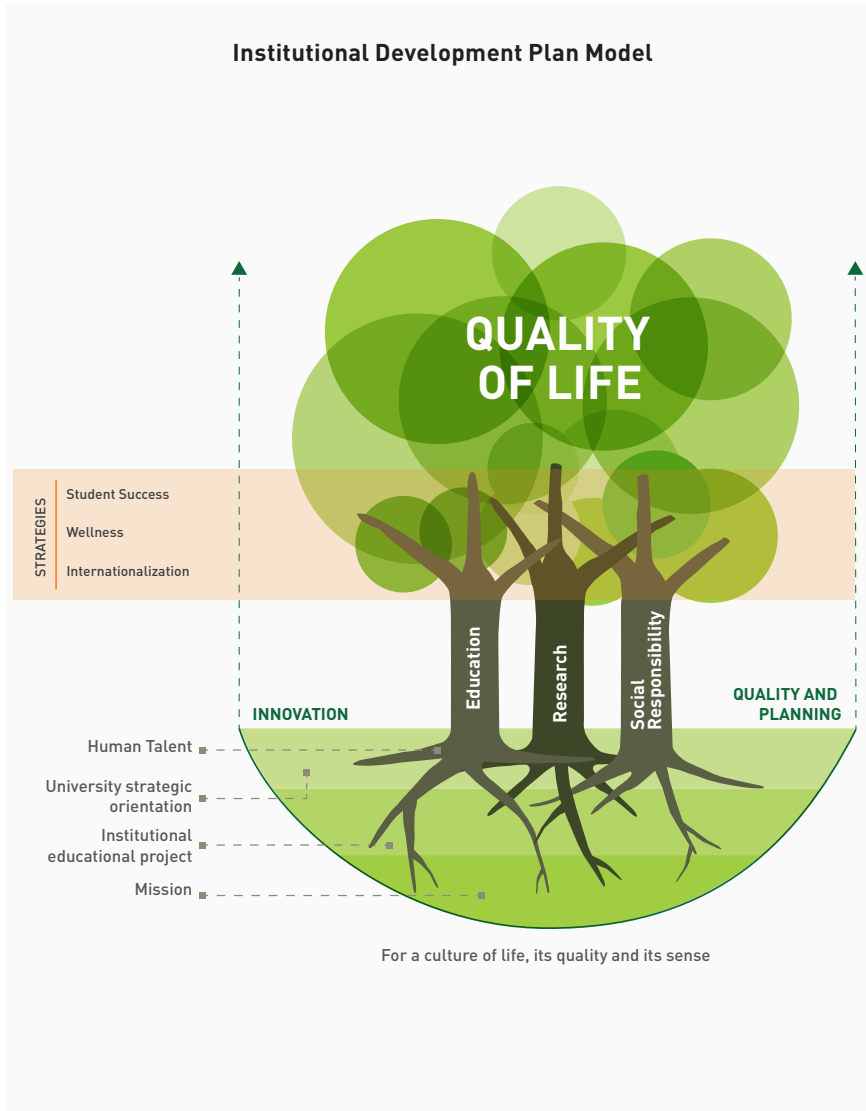 Institutional Development Plan Model
QUALITY
OF LIFE
STRATEGIES
Student Success
Wellness
Internationalization
Education
Research
Social
Responsibility
INNOVATION
QUALITY AND
PLANNING
Human Talent
University strategic
orientation
Institutional
educational project
Mission
For a culture of life, its quality and its sense